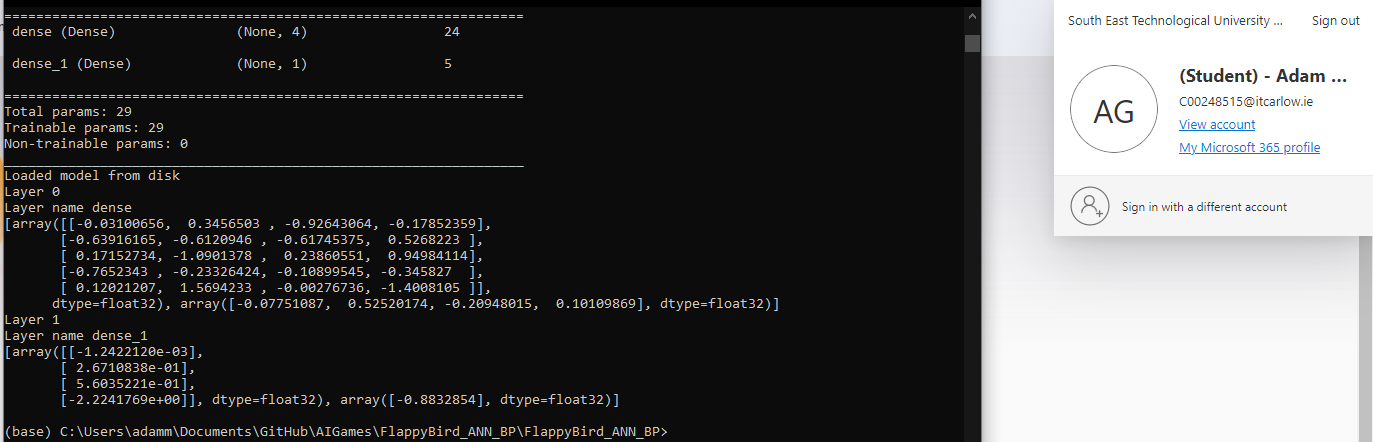 =================================================================
dense (Dense) (None, 4) 24
dense_1 (Dense) (None, 1) 5
=================================================================
Total params: 29
Trainable params: 29
Non-trainable params: 0
_________________________________________________________________
Loaded model from disk
Layer 0
Layer name dense
[array([[-0.03100656, 0.3456503 , -0.92643064, -0.17852359],
[-0.63916165, -0.6120946 , -0.61745375, 0.5268223 ],
[ 0.17152734, -1.0901378 , 0.23860551, 0.94984114],
[-0.7652343 , -0.23326424, -0.10899545, -0.345827 ],
[ 0.12021207, 1.5694233 , -0.00276736, -1.4008105 ]],
dtype=float32), array([-0.07751087, 0.52520174, -0.20948015, 0.10109869], dtype=float32)]
Layer 1
Layer name dense_1
[array([[-1.2422120e-03],
[ 2.6710838e-01],
[ 5.6035221e-01],
[-2.2241769e+00]], dtype=float32), array([-0.8832854], dtype=float32)]
(base) C:\Users\adamm\Documents\GitHub\AIGames\FlappyBird_ANN_BP\FlappyBird_ANN_BP>
South East Technological University ... Sign out
AG
(Student) - Adam ...
C00248515@itcarlow.ie
View account
My Microsoft 365 profile
Sign in with a different account